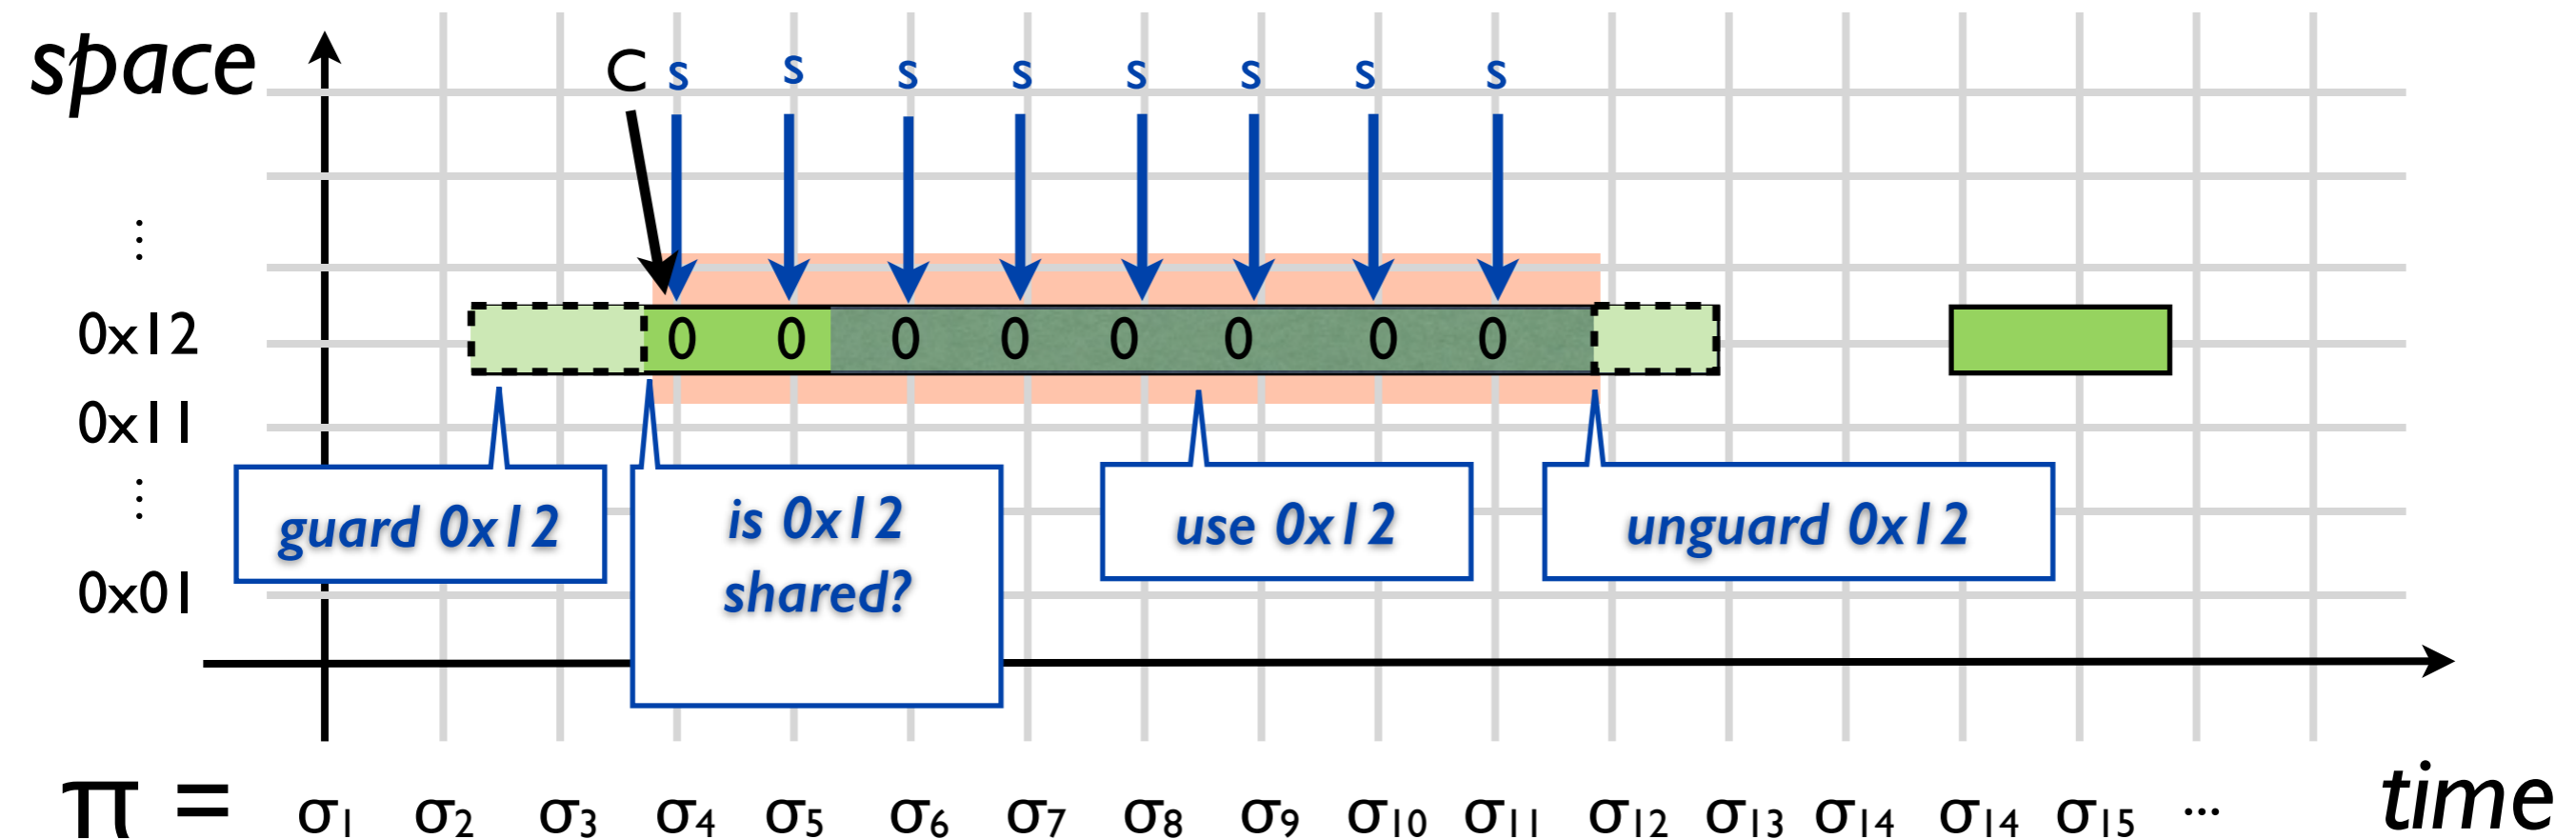 space
C s s s s s s s s
⋮
0x12 0 0 0 0 0 0 0 0
0x11
⋮
guard 0x12
is 0x12
shared?
use 0x12
unguard 0x12
0x01
π = σ1 σ2 σ3 σ4 σ5 σ6 σ7 σ8 σ9 σ10 σ11 σ12 σ13 σ14 σ14 σ15 ... time